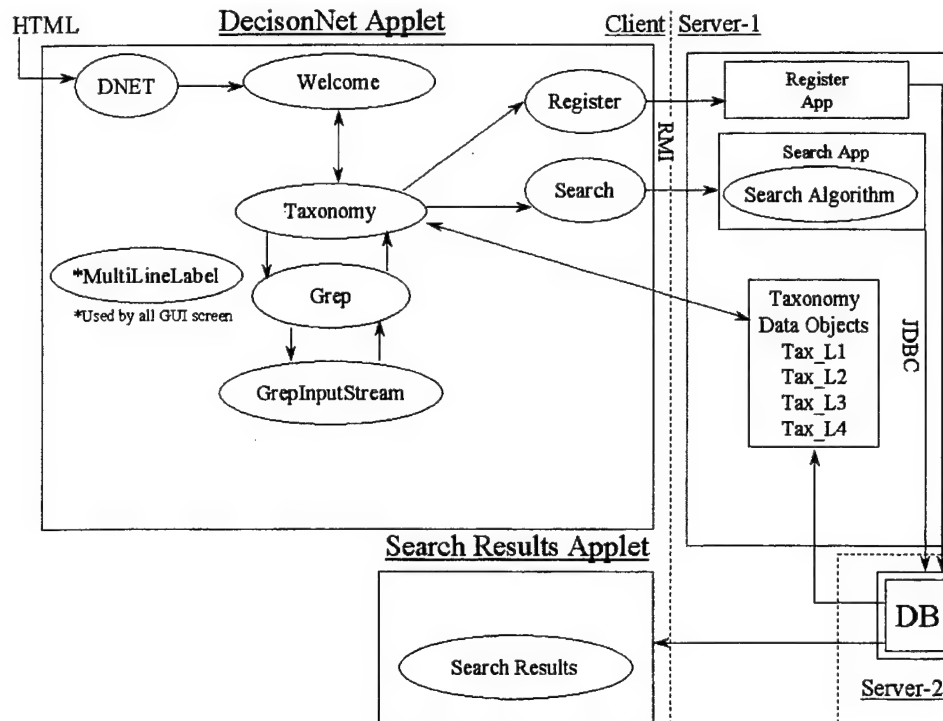 DecisonNet Applet
Client
Server-1
HTML
DNET
Welcome
Register
Register
App
RMI
Search App
Search Algorithm
Search
Taxonomy
*MultiLineLabel
*Used by all GUI screen
Grep
GrepInputStream
Taxonomy
Data Objects
Tax_L1
Tax_L2
Tax_L3
Tax_L4
JDBC
Search Results Applet
Search Results
DB
Server-2